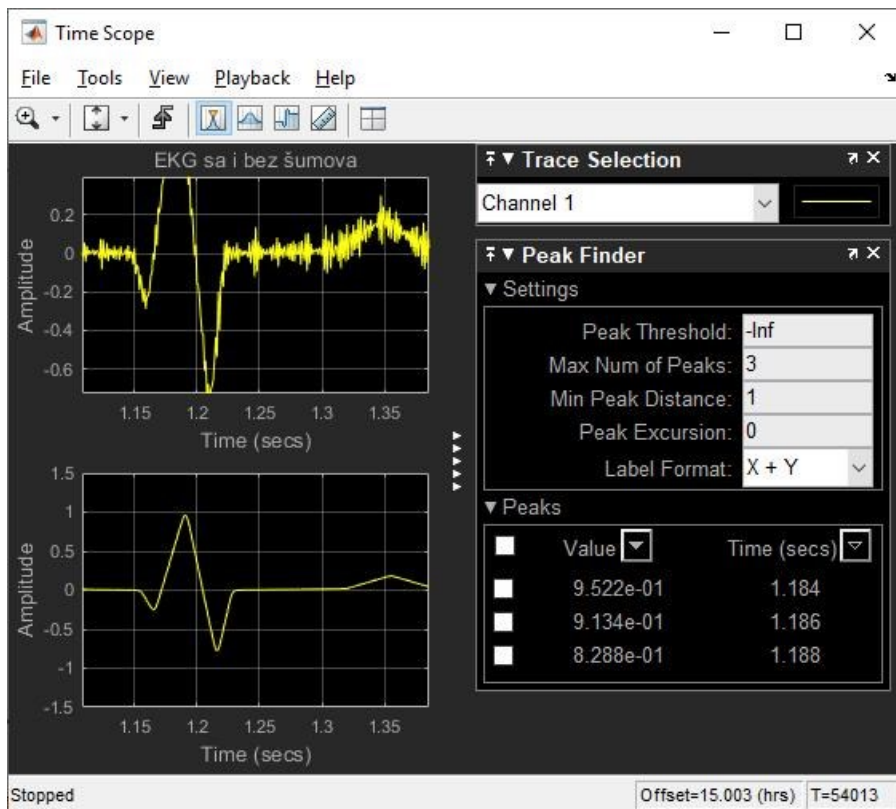 Time Scope
File Tools View Playback Help
EKG sa i bez šumova
Amplitude
0.2
0
-0.2
-0.4
-0.6
1.15 1.2 1.25 1.3 1.35
Time (secs)
Amplitude
1.5
1
0.5
0
-0.5
-1
-1.5
1.15 1.2 1.25 1.3 1.35
Time (secs)
Trace Selection
Channel 1
Peak Finder
Settings
Peak Threshold: -Inf
Max Num of Peaks: 3
Min Peak Distance: 1
Peak Excursion: 0
Label Format: X + Y
Peaks
Value Time (secs)
9.522e-01 1.184
9.134e-01 1.186
8.288e-01 1.188
Stopped Offset=15.003 (hrs) T=54013